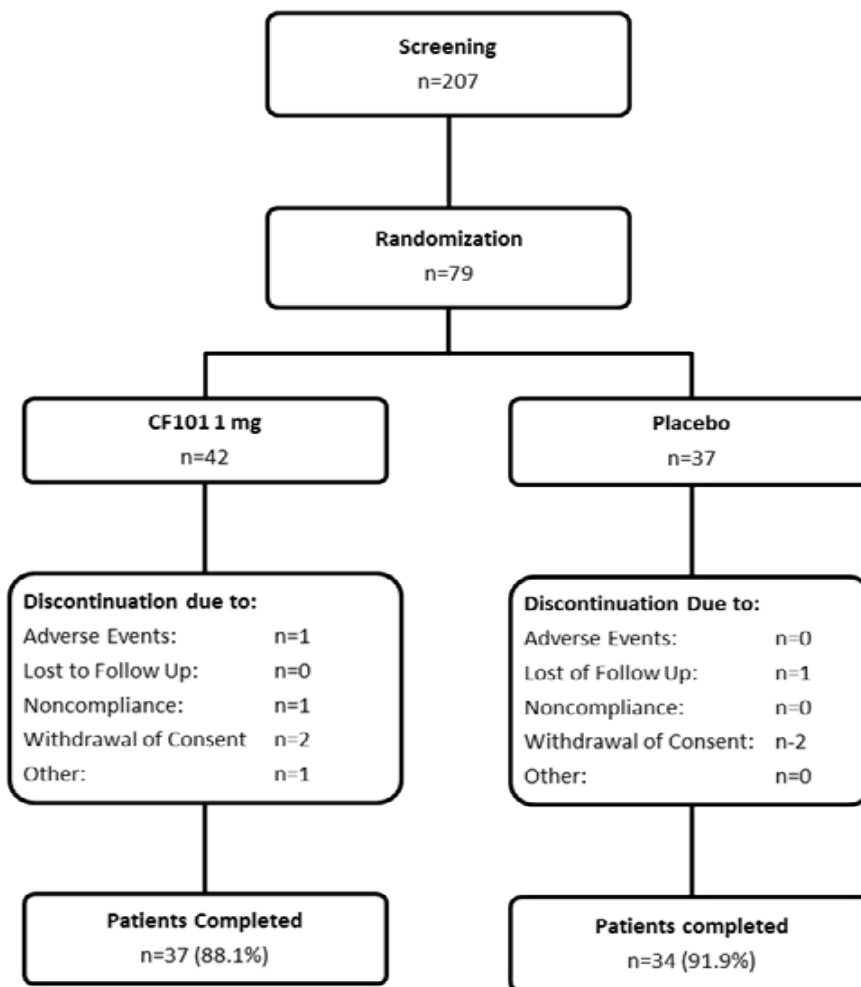 Screening
n=207
Randomization
n=79
CF101 1 mg
n=42
Placebo
n=37
Discontinuation due to:
Adverse Events: n=1
Lost to Follow Up: n=0
Noncompliance: n=1
Withdrawal of Consent n=2
Other: n=1
Discontinuation Due to:
Adverse Events: n=0
Lost of Follow Up: n=1
Noncompliance: n=0
Withdrawal of Consent: n-2
Other: n=0
Patients Completed
n=37 (88.1%)
Patients completed
n=34 (91.9%)